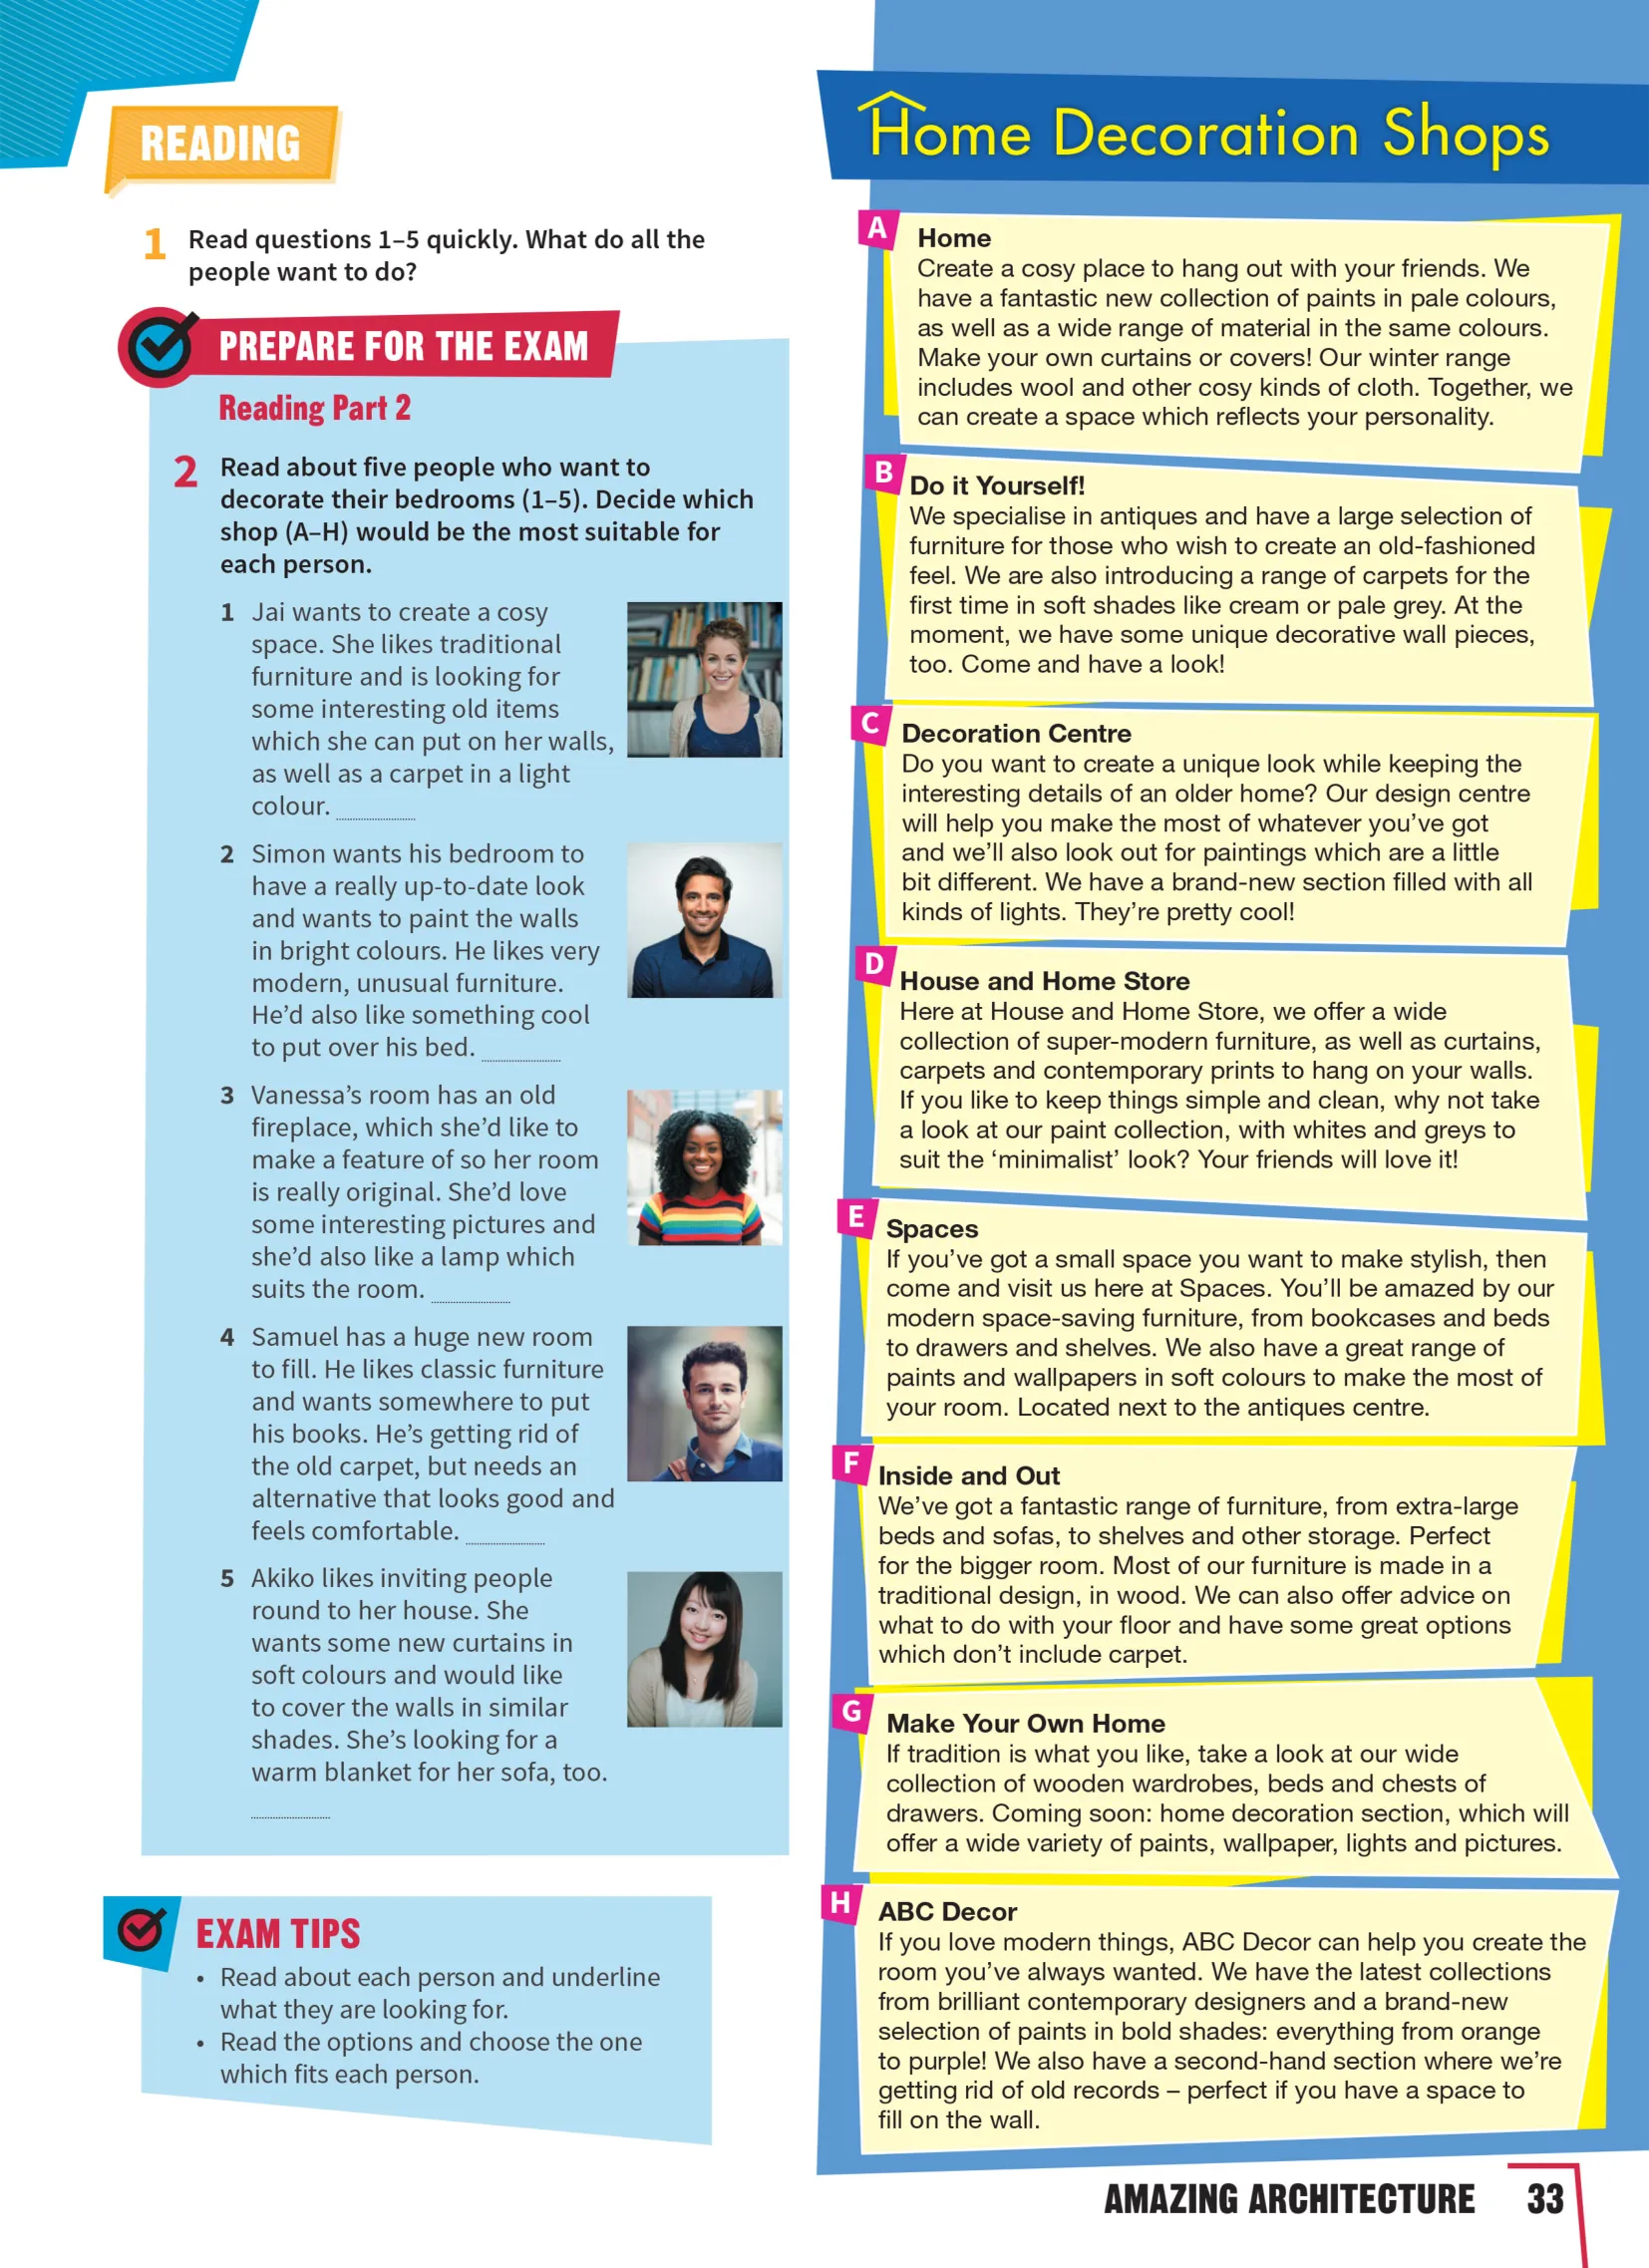 READING
1 Read questions 1–5 quickly. What do all the
people want to do?
PREPARE FOR THE EXAM
Reading Part 2
2 Read about five people who want to
decorate their bedrooms (1–5). Decide which
shop (A–H) would be the most suitable for
each person.
1 Jai wants to create a cosy
space. She likes traditional
furniture and is looking for
some interesting old items
which she can put on her walls,
as well as a carpet in a light
colour.
2 Simon wants his bedroom to
have a really up-to-date look
and wants to paint the walls
in bright colours. He likes very
modern, unusual furniture.
He’d also like something cool
to put over his bed.
3 Vanessa’s room has an old
fireplace, which she’d like to
make a feature of so her room
is really original. She’d love
some interesting pictures and
she’d also like a lamp which
suits the room.
4 Samuel has a huge new room
to fill. He likes classic furniture
and wants somewhere to put
his books. He’s getting rid of
the old carpet, but needs an
alternative that looks good and
feels comfortable.
5 Akiko likes inviting people
round to her house. She
wants some new curtains in
soft colours and would like
to cover the walls in similar
shades. She’s looking for a
warm blanket for her sofa, too.
EXAM TIPS
• Read about each person and underline
what they are looking for.
• Read the options and choose the one
which fits each person.
Home Decoration Shops
A
Home
Create a cosy place to hang out with your friends. We
have a fantastic new collection of paints in pale colours,
as well as a wide range of material in the same colours.
Make your own curtains or covers! Our winter range
includes wool and other cosy kinds of cloth. Together, we
can create a space which reflects your personality.
B
Do it Yourself!
We specialise in antiques and have a large selection of
furniture for those who wish to create an old-fashioned
feel. We are also introducing a range of carpets for the
first time in soft shades like cream or pale grey. At the
moment, we have some unique decorative wall pieces,
too. Come and have a look!
C
Decoration Centre
Do you want to create a unique look while keeping the
interesting details of an older home? Our design centre
will help you make the most of whatever you’ve got
and we’ll also look out for paintings which are a little
bit different. We have a brand-new section filled with all
kinds of lights. They’re pretty cool!
D
House and Home Store
Here at House and Home Store, we offer a wide
collection of super-modern furniture, as well as curtains,
carpets and contemporary prints to hang on your walls.
If you like to keep things simple and clean, why not take
a look at our paint collection, with whites and greys to
suit the ‘minimalist’ look? Your friends will love it!
E
Spaces
If you’ve got a small space you want to make stylish, then
come and visit us here at Spaces. You’ll be amazed by our
modern space-saving furniture, from bookcases and beds
to drawers and shelves. We also have a great range of
paints and wallpapers in soft colours to make the most of
your room. Located next to the antiques centre.
F
Inside and Out
We’ve got a fantastic range of furniture, from extra-large
beds and sofas, to shelves and other storage. Perfect
for the bigger room. Most of our furniture is made in a
traditional design, in wood. We can also offer advice on
what to do with your floor and have some great options
which don’t include carpet.
G
Make Your Own Home
If tradition is what you like, take a look at our wide
collection of wooden wardrobes, beds and chests of
drawers. Coming soon: home decoration section, which will
offer a wide variety of paints, wallpaper, lights and pictures.
H
ABC Decor
If you love modern things, ABC Decor can help you create the
room you’ve always wanted. We have the latest collections
from brilliant contemporary designers and a brand-new
selection of paints in bold shades: everything from orange
to purple! We also have a second-hand section where we’re
getting rid of old records – perfect if you have a space to
fill on the wall.
AMAZING ARCHITECTURE 33